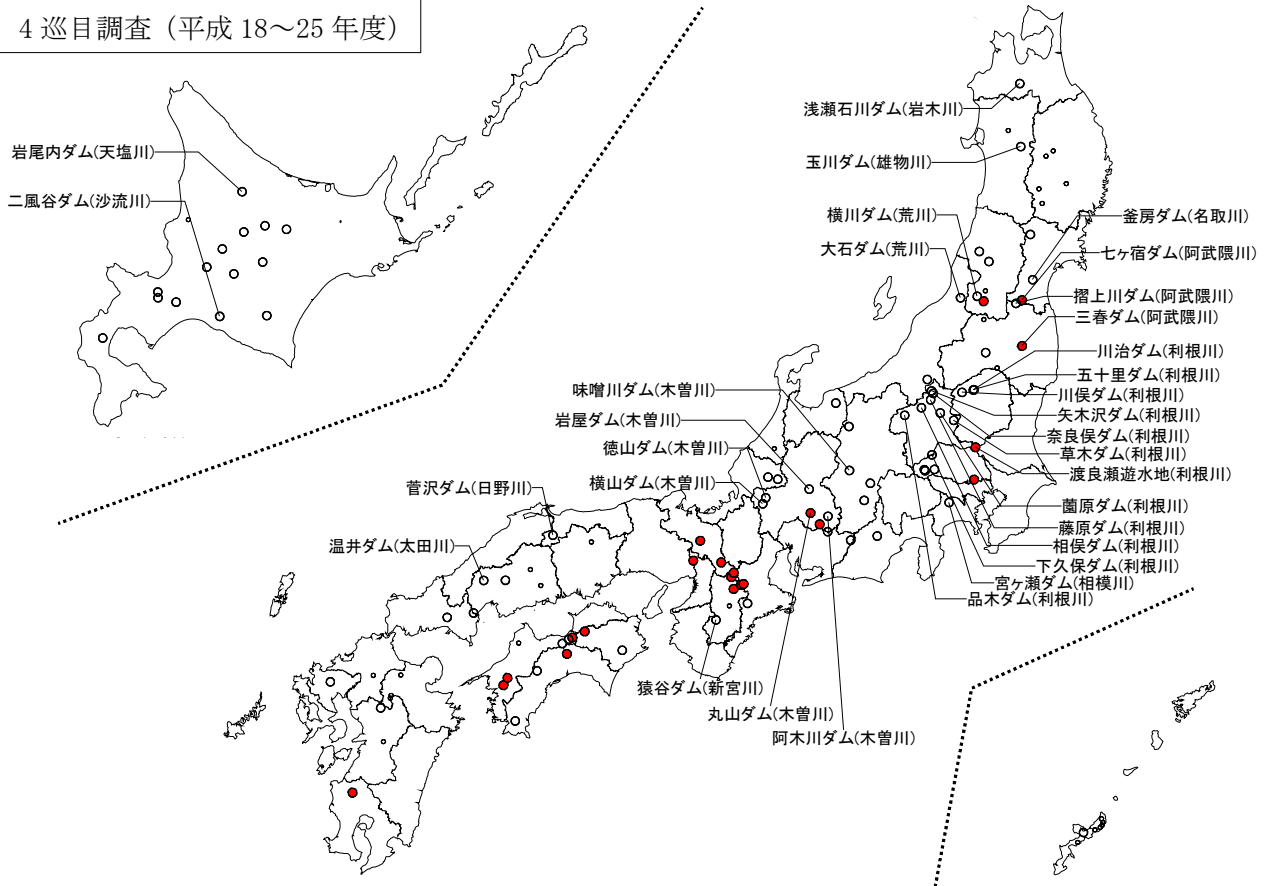 4 巡目調査（平成 18～25 年度）
岩尾内ダム(天塩川)
二風谷ダム(沙流川)
浅瀬石川ダム(岩木川)
玉川ダム(雄物川)
横川ダム(荒川)
大石ダム(荒川)
釜房ダム(名取川)
七ヶ宿ダム(阿武隈川)
摺上川ダム(阿武隈川)
三春ダム(阿武隈川)
川治ダム(利根川)
五十里ダム(利根川)
川俣ダム(利根川)
矢木沢ダム(利根川)
奈良俣ダム(利根川)
草木ダム(利根川)
渡良瀬遊水地(利根川)
薗原ダム(利根川)
藤原ダム(利根川)
相俣ダム(利根川)
下久保ダム(利根川)
宮ヶ瀬ダム(相模川)
品木ダム(利根川)
味噌川ダム(木曽川)
岩屋ダム(木曽川)
徳山ダム(木曽川)
横山ダム(木曽川)
菅沢ダム(日野川)
温井ダム(太田川)
猿谷ダム(新宮川)
丸山ダム(木曽川)
阿木川ダム(木曽川)